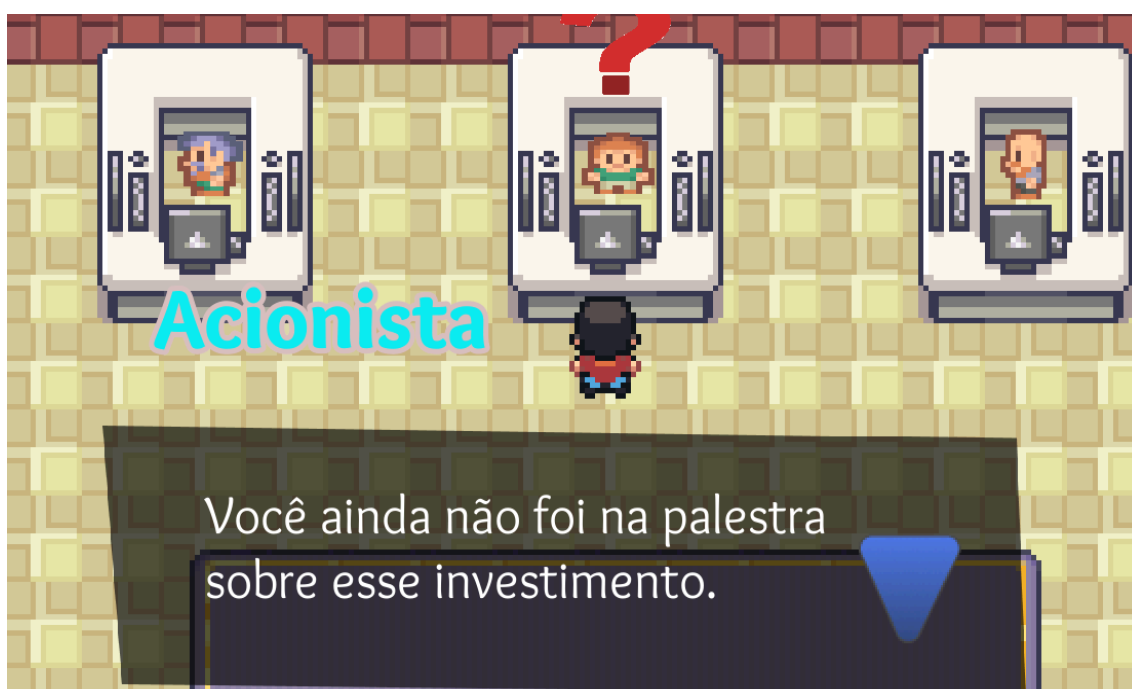 ?
Acionista
Você ainda não foi na palestra
sobre esse investimento.